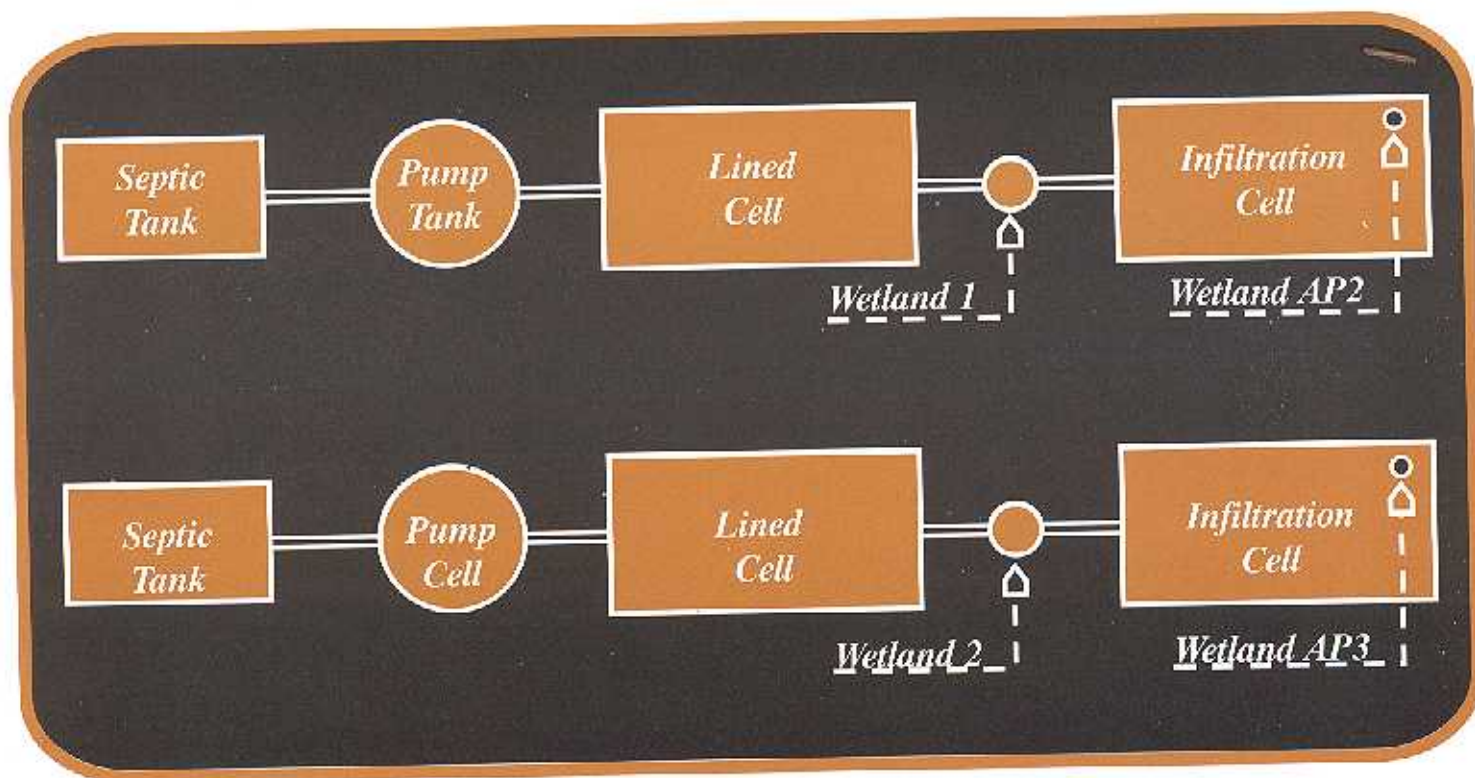 Septic
Tank
Pump
Tank
Lined
Cell
Infiltration
Cell
Wetland 1
Wetland AP2
Septic
Tank
Pump
Cell
Lined
Cell
Infiltration
Cell
Wetland 2
Wetland AP3